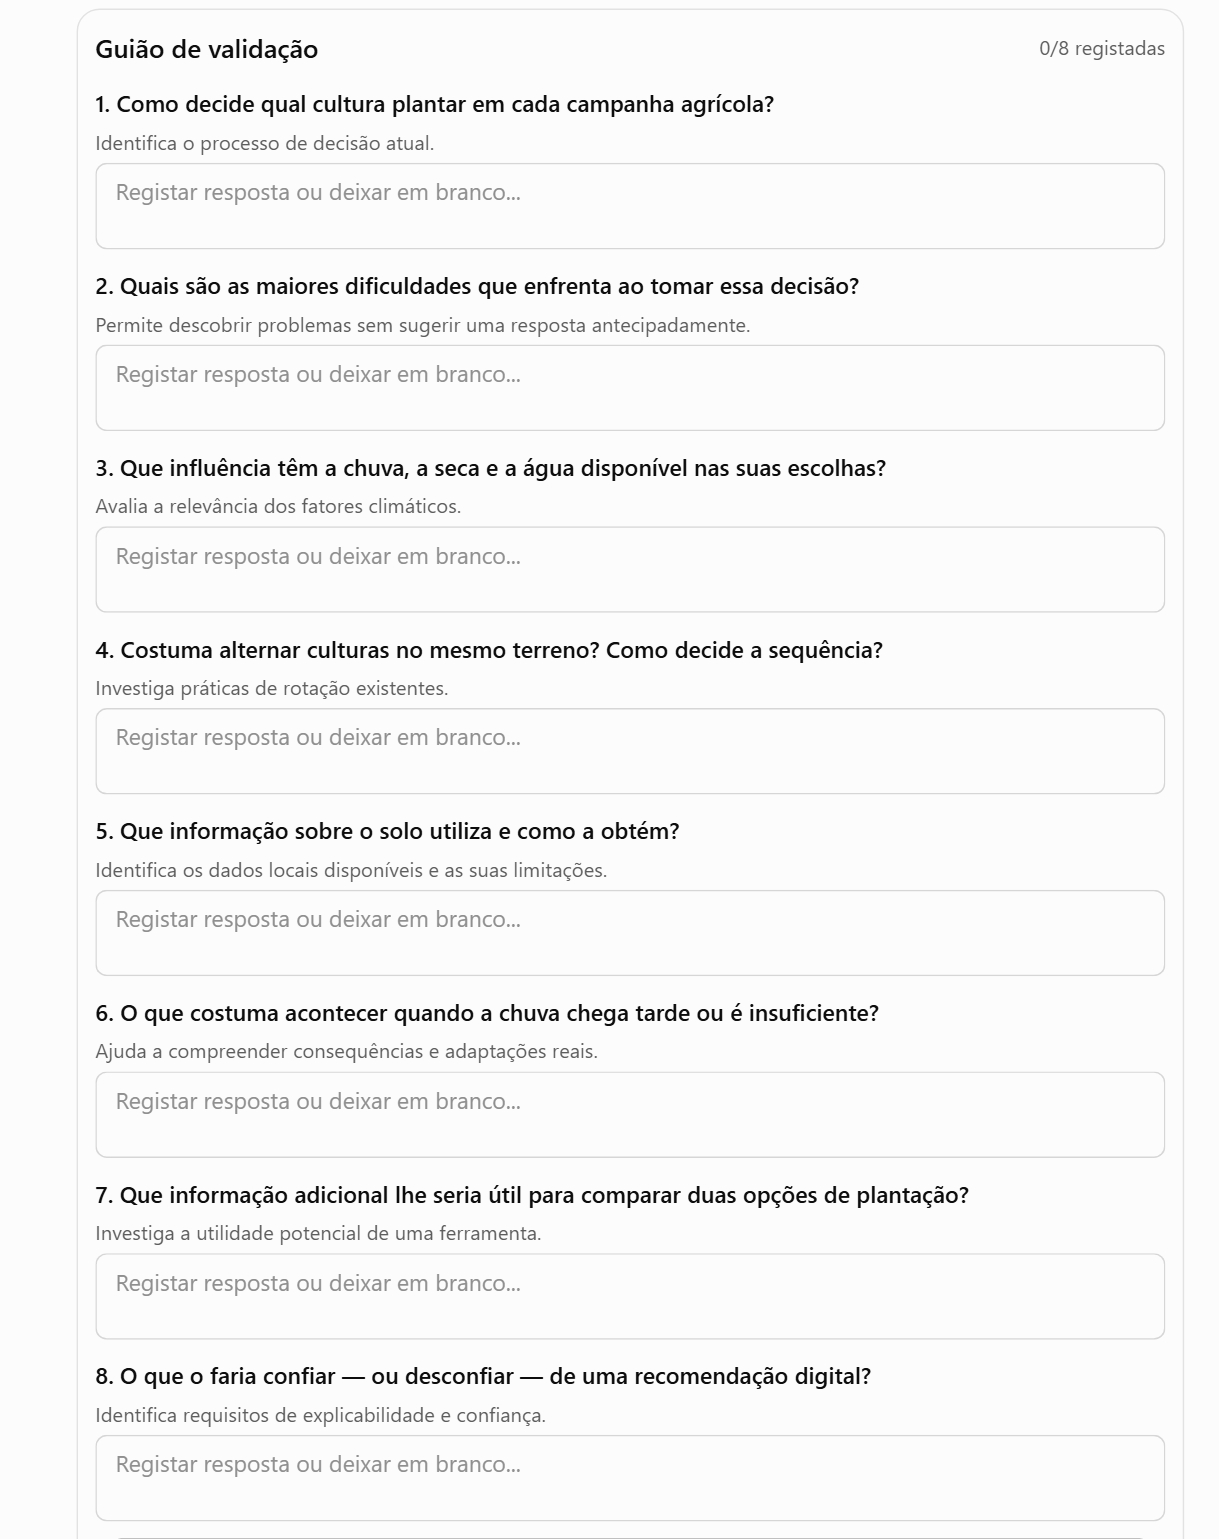 Guião de validação
0/8 registadas
1. Como decide qual cultura plantar em cada campanha agrícola?
Identifica o processo de decisão atual.
Registar resposta ou deixar em branco...
2. Quais são as maiores dificuldades que enfrenta ao tomar essa decisão?
Permite descobrir problemas sem sugerir uma resposta antecipadamente.
Registar resposta ou deixar em branco...
3. Que influência têm a chuva, a seca e a água disponível nas suas escolhas?
Avalia a relevância dos fatores climáticos.
Registar resposta ou deixar em branco...
4. Costuma alternar culturas no mesmo terreno? Como decide a sequência?
Investiga práticas de rotação existentes.
Registar resposta ou deixar em branco...
5. Que informação sobre o solo utiliza e como a obtém?
Identifica os dados locais disponíveis e as suas limitações.
Registar resposta ou deixar em branco...
6. O que costuma acontecer quando a chuva chega tarde ou é insuficiente?
Ajuda a compreender consequências e adaptações reais.
Registar resposta ou deixar em branco...
7. Que informação adicional lhe seria útil para comparar duas opções de plantação?
Investiga a utilidade potencial de uma ferramenta.
Registar resposta ou deixar em branco...
8. O que o faria confiar — ou desconfiar — de uma recomendação digital?
Identifica requisitos de explicabilidade e confiança.
Registar resposta ou deixar em branco...